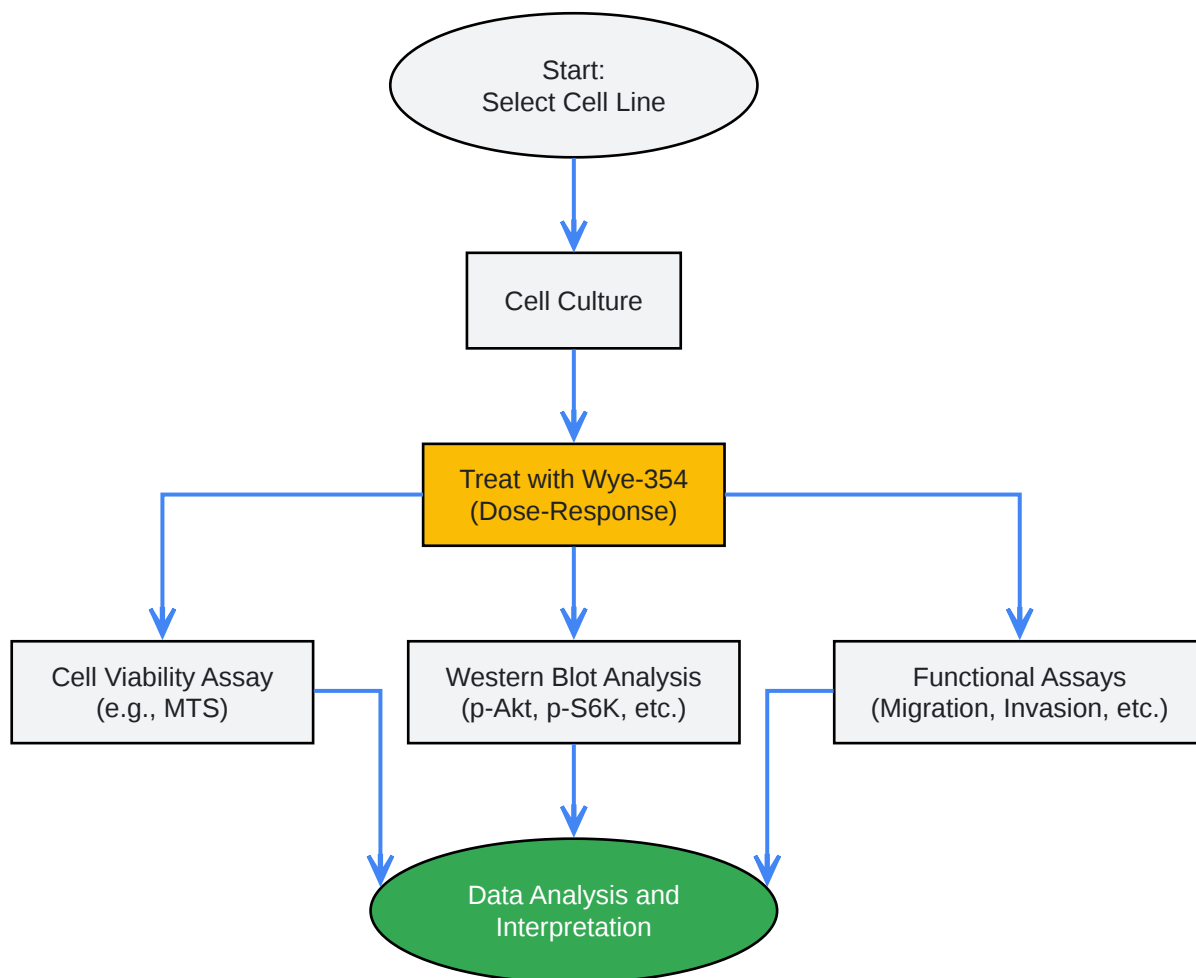 Start:
Select Cell Line
Cell Culture
Treat with Wye-354
(Dose-Response)
Cell Viability Assay
(e.g., MTS)
Western Blot Analysis
(p-Akt, p-S6K, etc.)
Functional Assays
(Migration, Invasion, etc.)
Data Analysis and
Interpretation